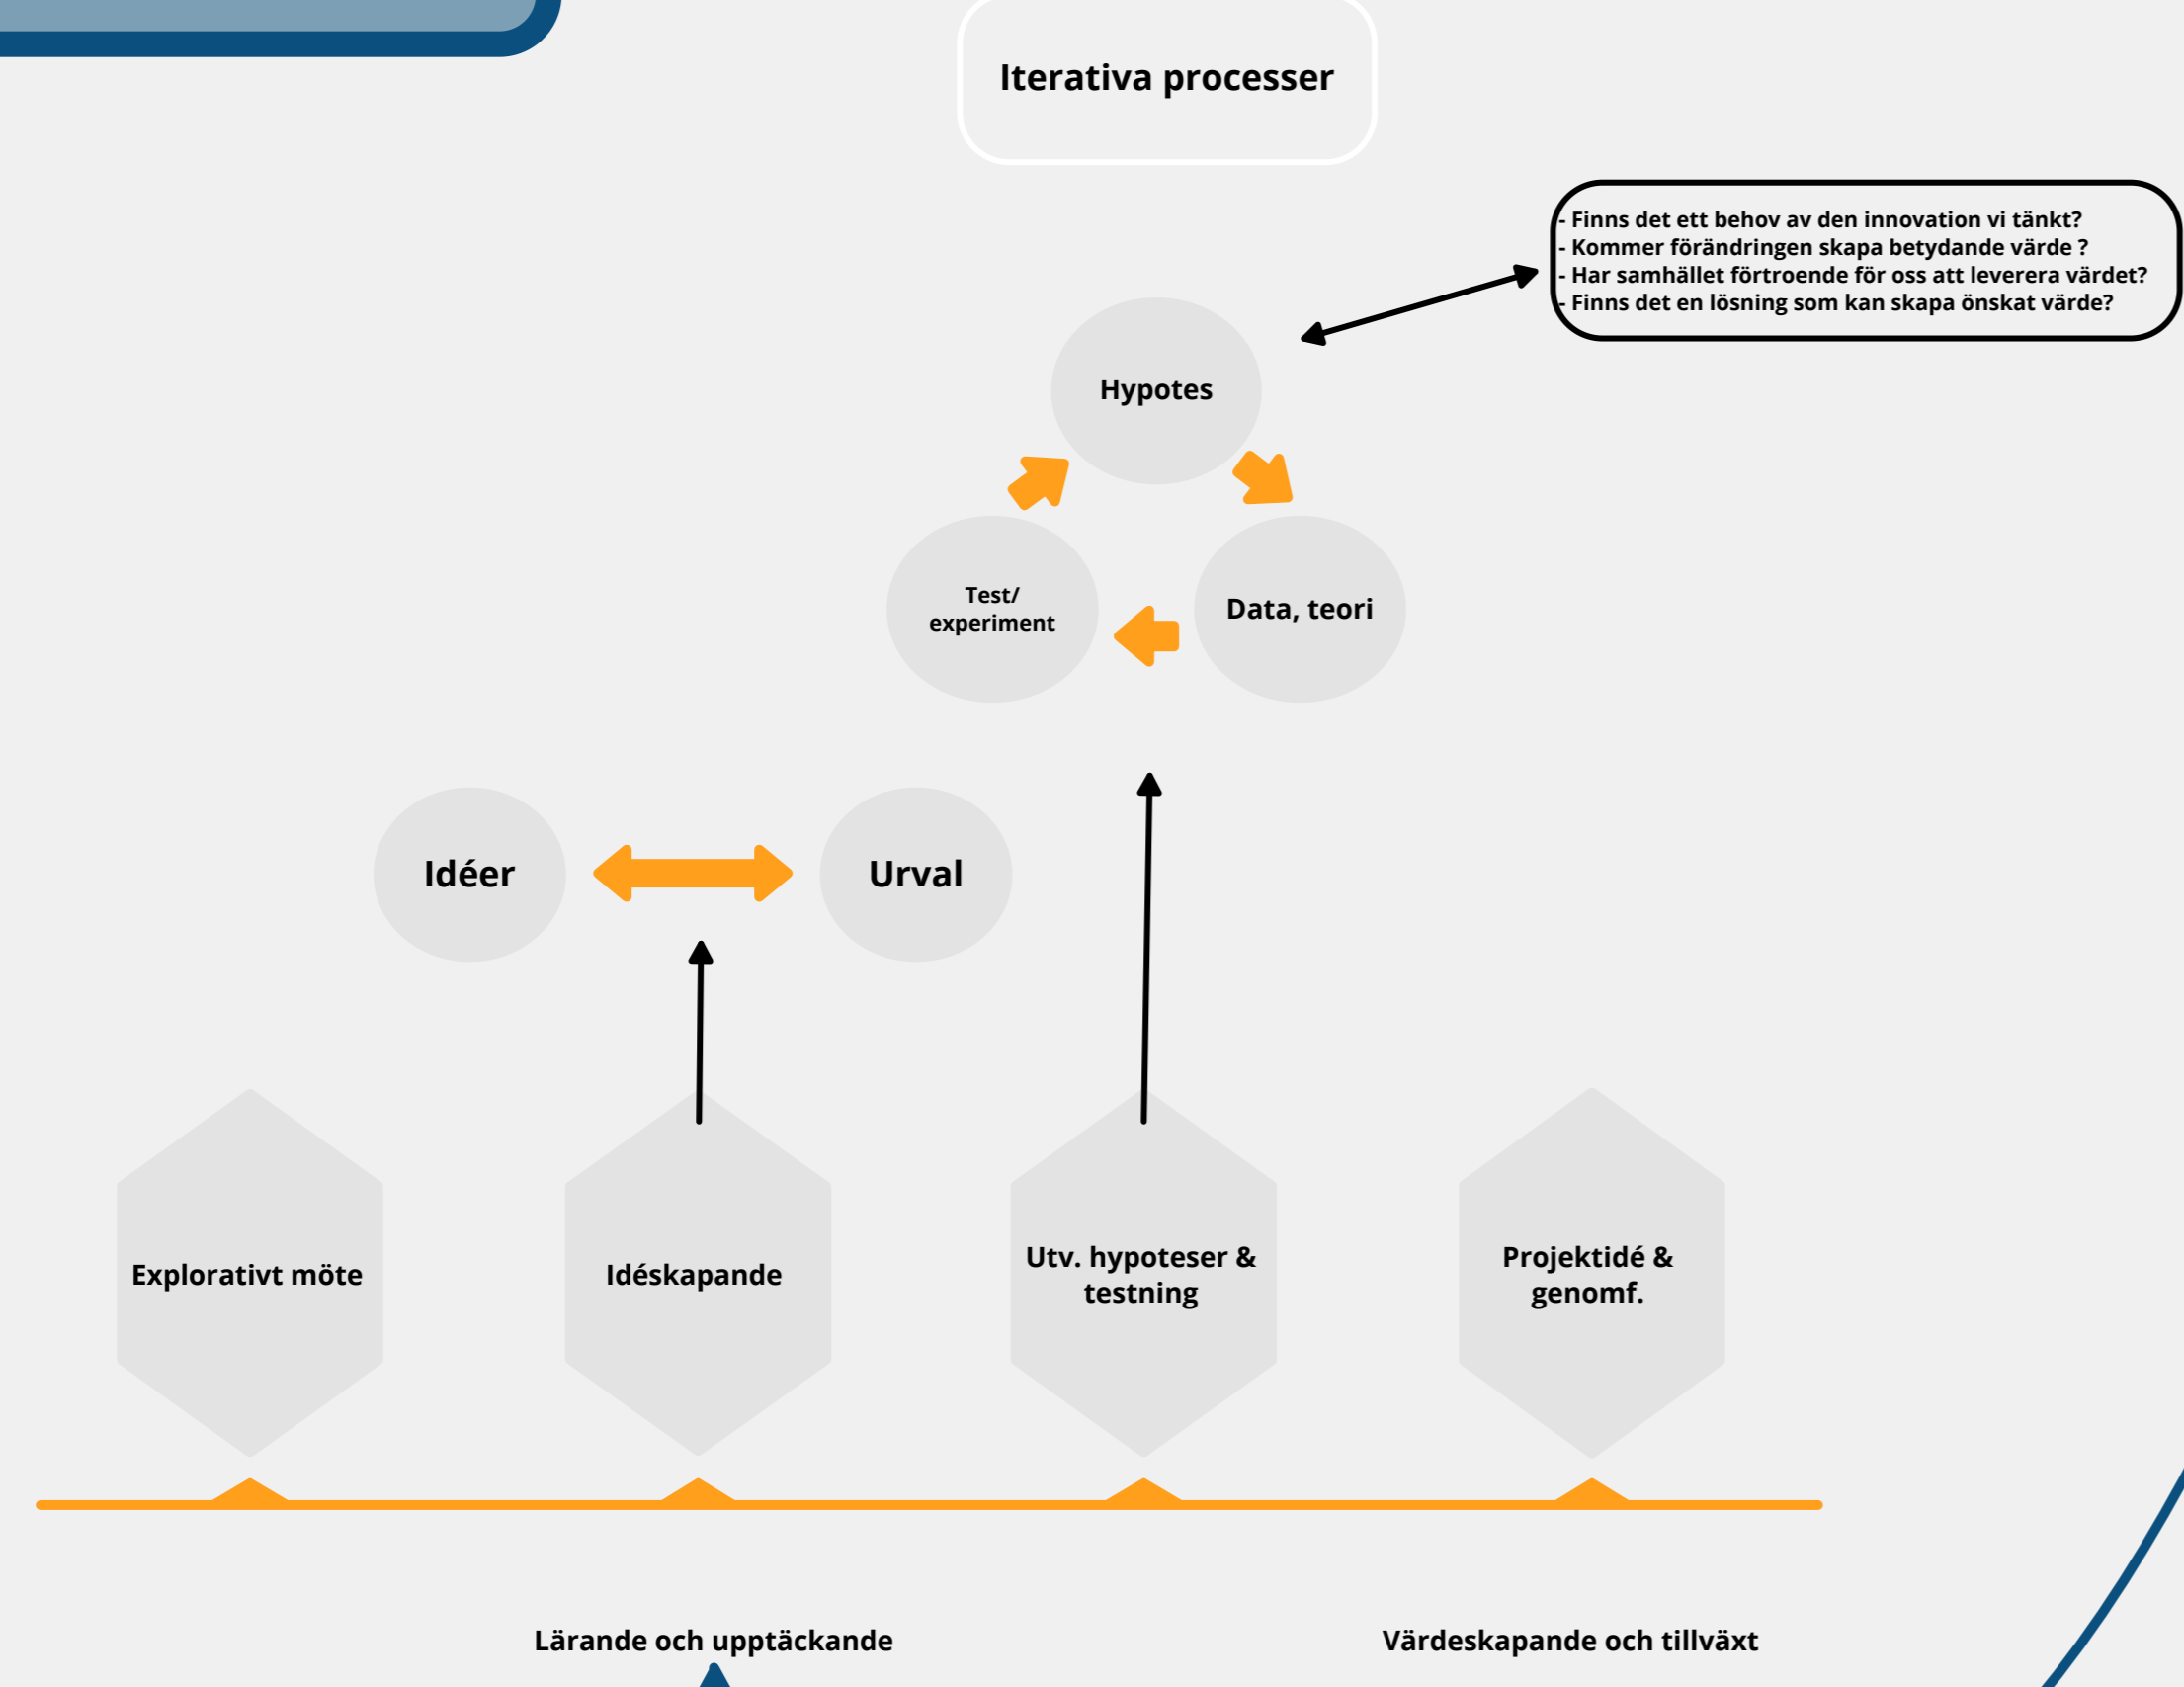 Iterativa processer
- Finns det ett behov av den innovation vi tänkt?
- Kommer förändringen skapa betydande värde ?
- Har samhället förtroende för oss att leverera värdet?
- Finns det en lösning som kan skapa önskat värde?
Hypotes
Test/
experiment
Data, teori
Idéer
Urval
Explorativt möte
Idéskapande
Utv. hypoteser &
testning
Projektidé &
genomf.
Lärande och upptäckande
Värdeskapande och tillväxt